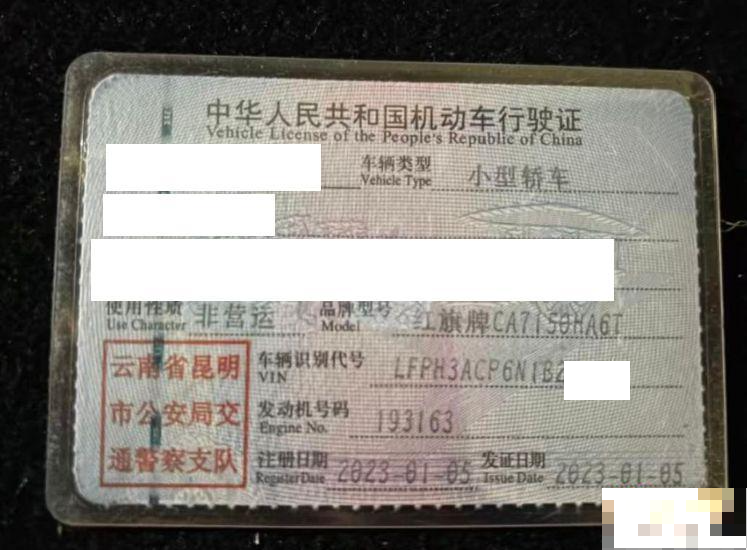 中华人民共和国机动车行驶证
Vehicle License of the People's Republic of China
车辆类型 小型轿车
Vehicle Type
使用性质 非营运 品牌型号 红旗牌CA7150HA6T
Use Character Model
云南省昆明
市公安局交
通警察支队
车辆识别代号 LFPH3ACP6N1B2
VIN
发动机号码 193163
Engine No.
注册日期 2023-01-05 发证日期 2023-01-05
Register Date Issue Date